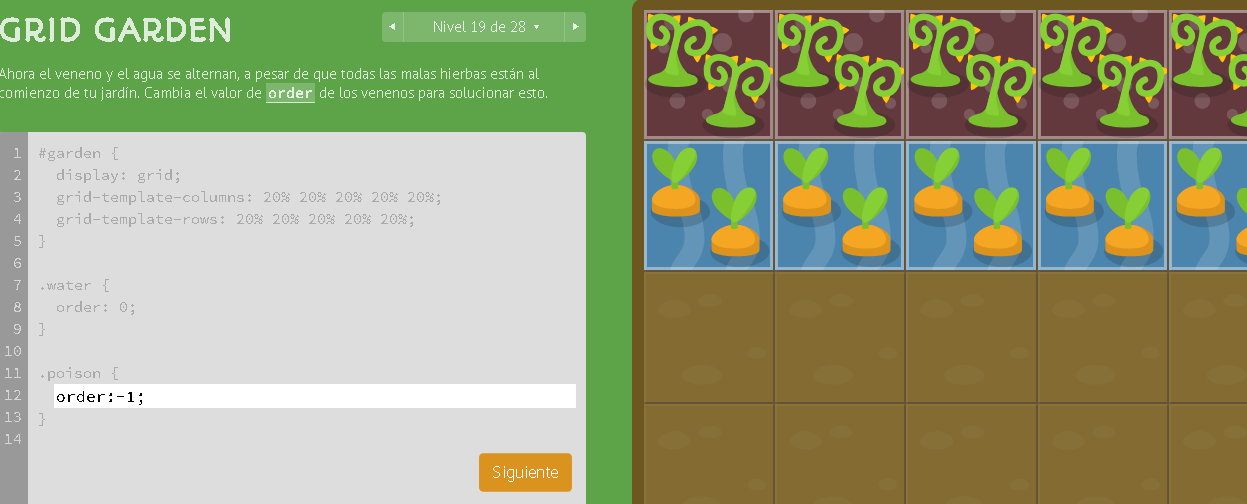 GRID GARDEN
◀ Nivel 19 de 28 ▾ ▶
Ahora el veneno y el agua se alternan, a pesar de que todas las malas hierbas están al
comienzo de tu jardín. Cambia el valor de order de los venenos para solucionar esto.
1 #garden {
2 display: grid;
3 grid-template-columns: 20% 20% 20% 20% 20%;
4 grid-template-rows: 20% 20% 20% 20% 20%;
5 }
6
7 .water {
8 order: 0;
9 }
10
11 .poison {
12 order:-1;
13 }
14
Siguiente